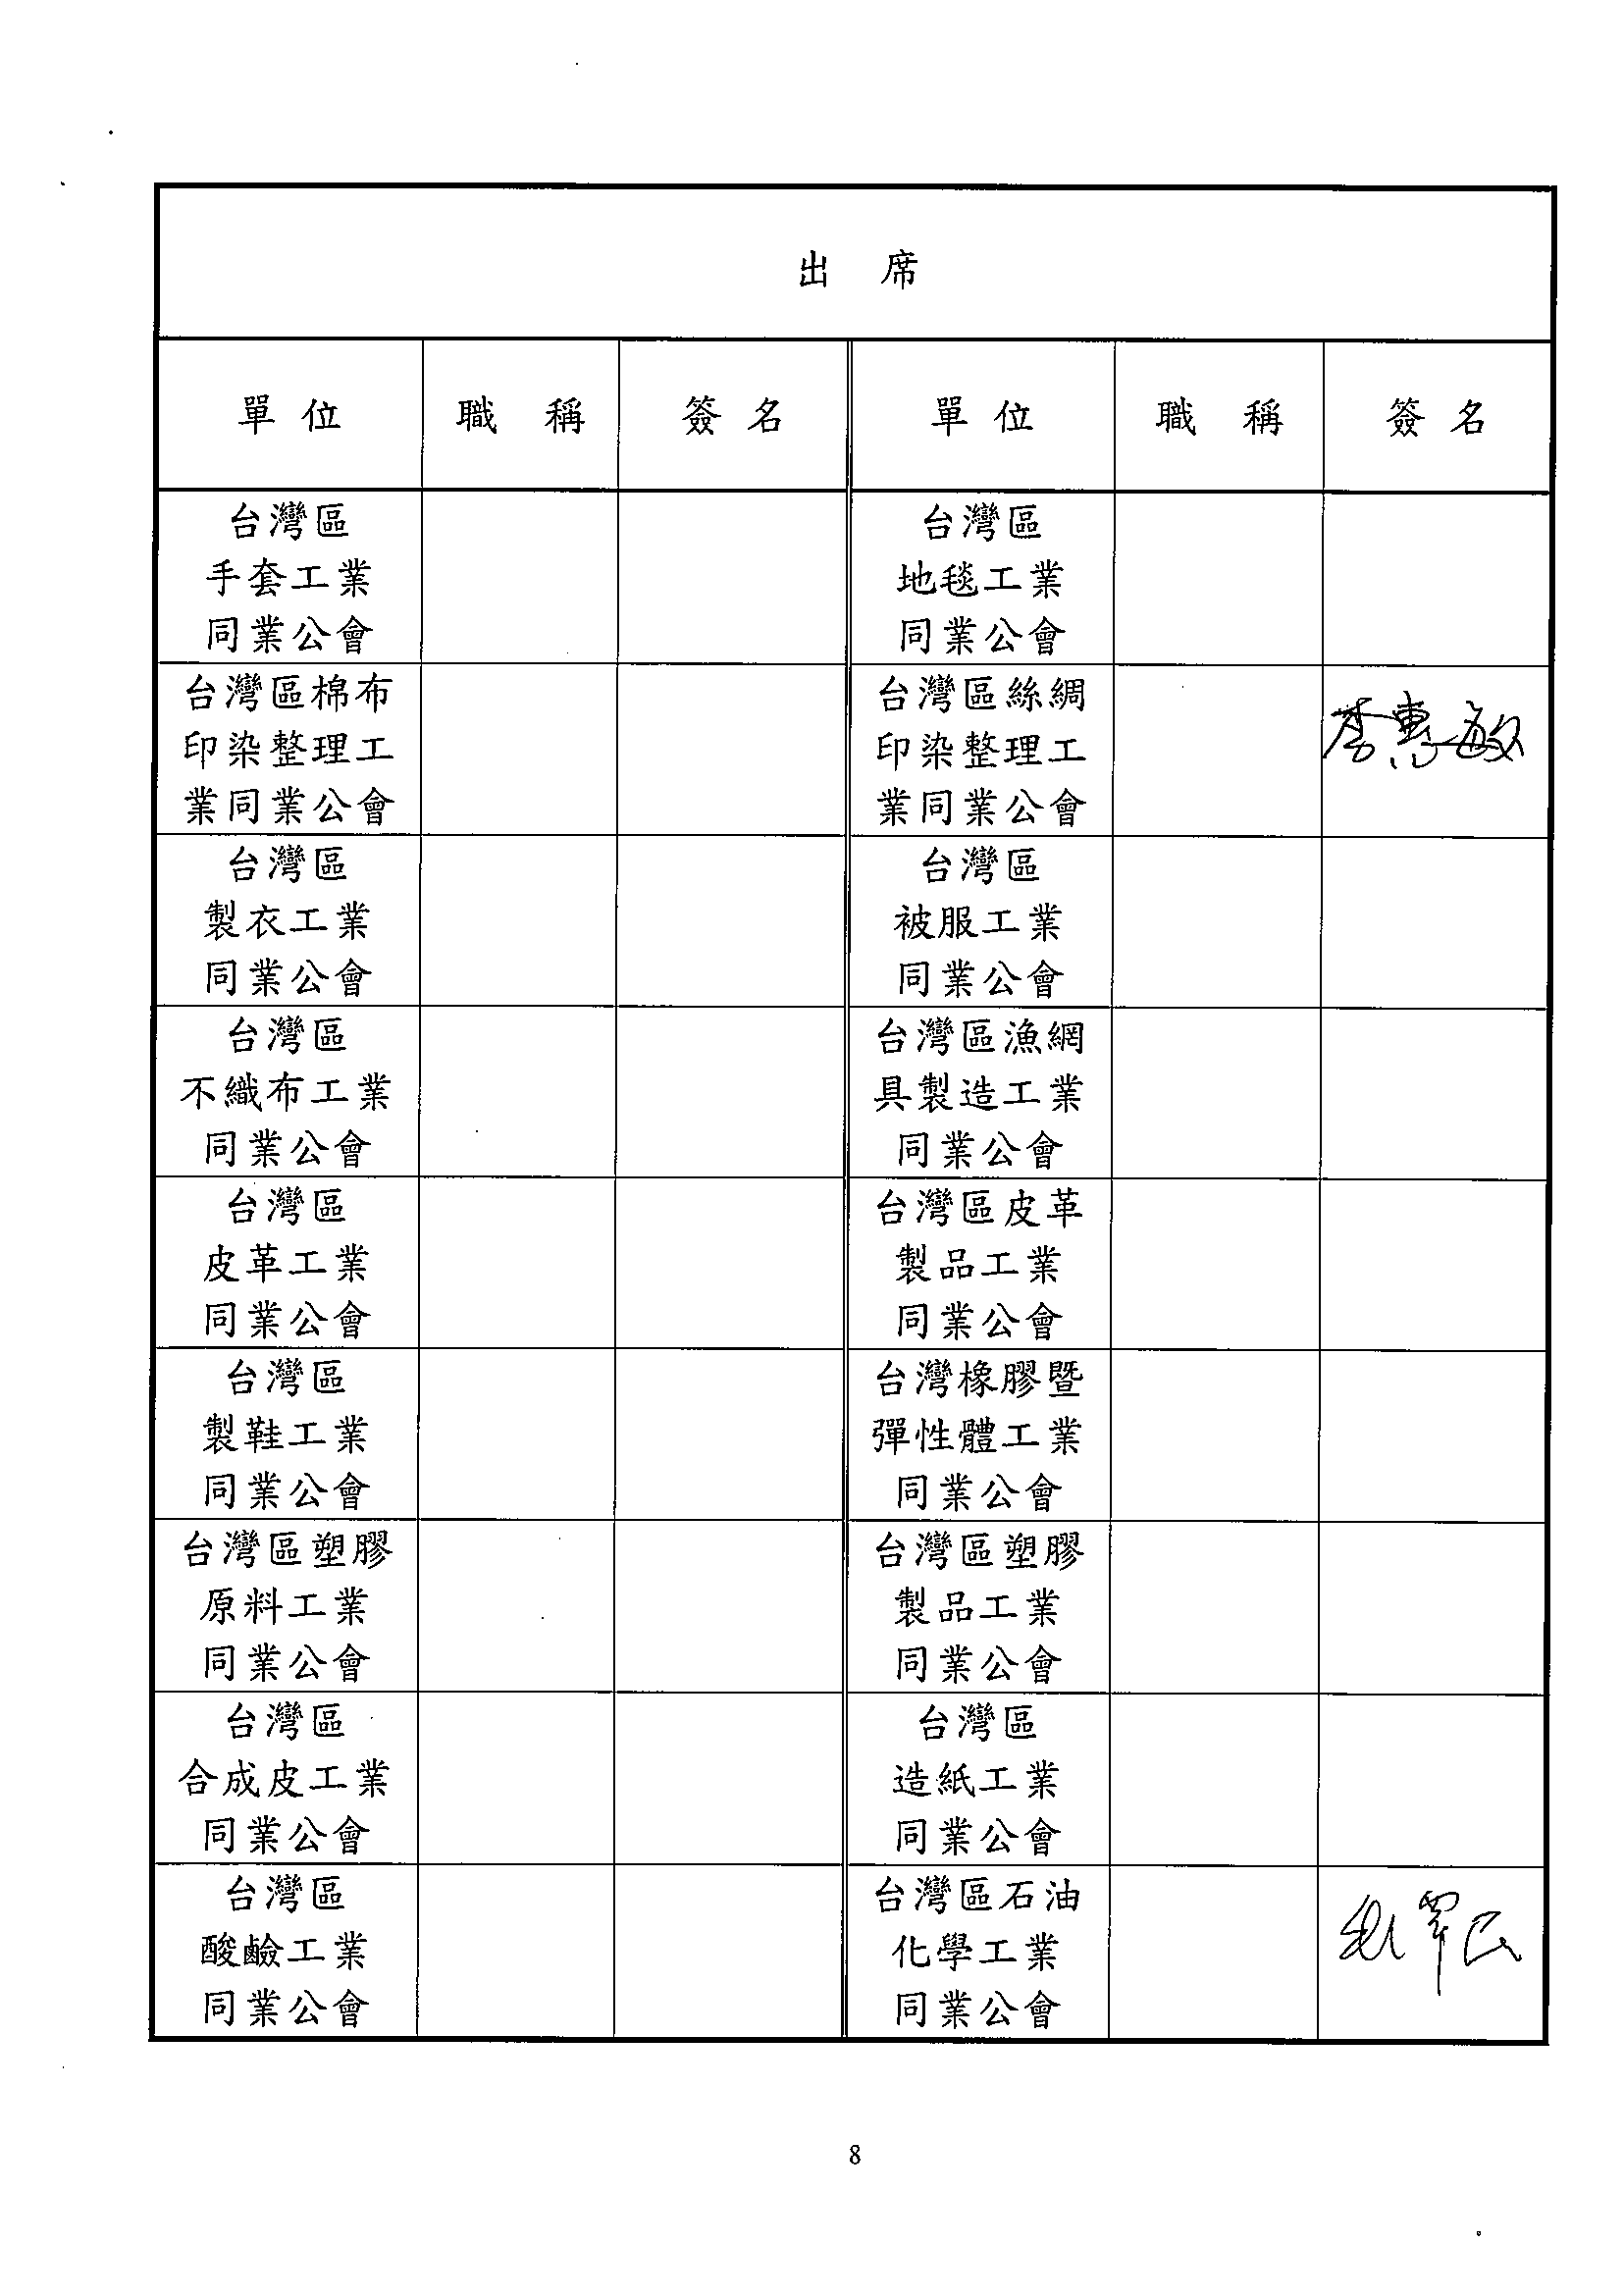 出 席
單位 職 稱 簽名 單位 職 稱 簽名
台灣區
手套工業
同業公會
台灣區
地毯工業
同業公會
台灣區棉布
印染整理工
業同業公會
台灣區絲綢
印染整理工
業同業公會
李惠敏
台灣區
製衣工業
同業公會
台灣區
被服工業
同業公會
台灣區
不織布工業
同業公會
台灣區漁網
具製造工業
同業公會
台灣區
皮革工業
同業公會
台灣區皮革
製品工業
同業公會
台灣區
製鞋工業
同業公會
台灣橡膠暨
彈性體工業
同業公會
台灣區塑膠
原料工業
同業公會
台灣區塑膠
製品工業
同業公會
台灣區
合成皮工業
同業公會
台灣區
造紙工業
同業公會
台灣區
酸鹼工業
同業公會
台灣區石油
化學工業
同業公會
8